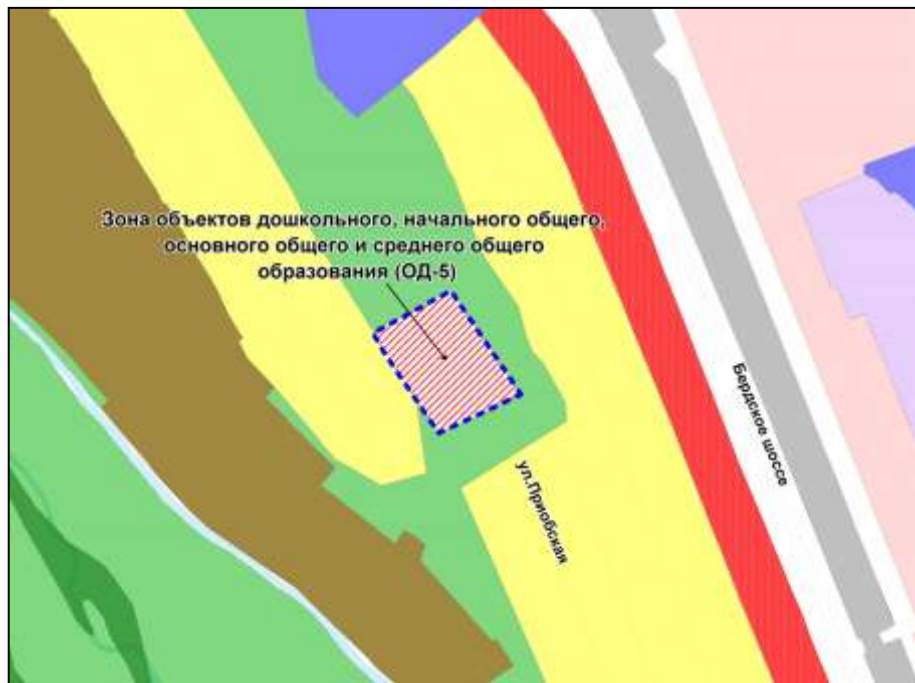 Зона объектов дошкольного, начального общего,
основного общего и среднего общего
образования (ОД-5)
Бердское шоссе
ул.Приобская